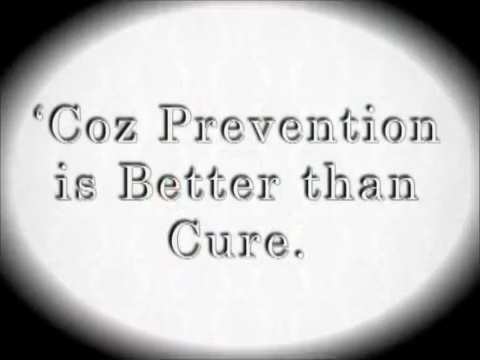 ‘Coz Prevention
is Better than
Cure.